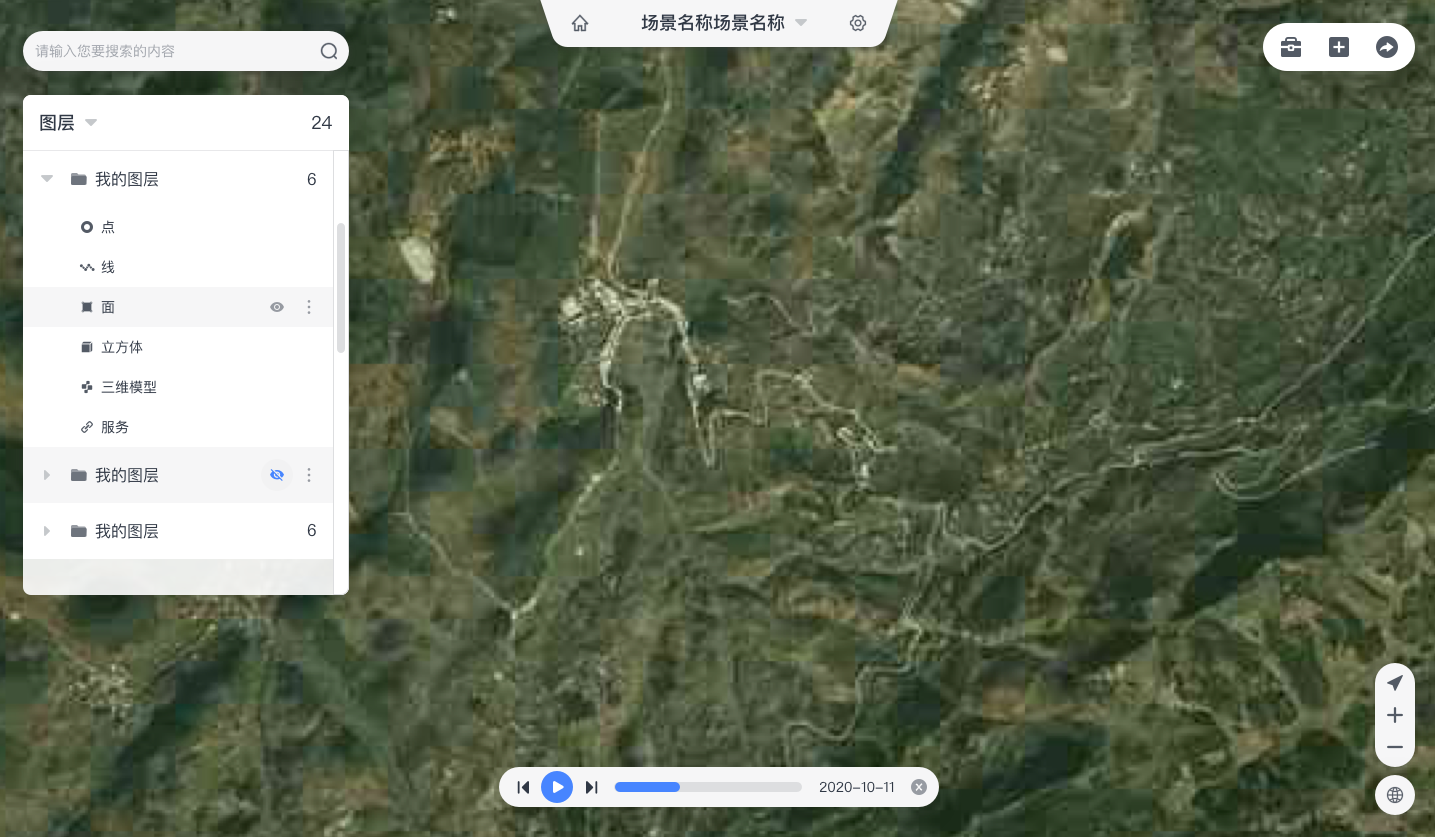 场景名称场景名称
请输入您要搜索的内容
图层 24
我的图层 6
点
线
面
立方体
三维模型
服务
我的图层
我的图层 6
2020-10-11